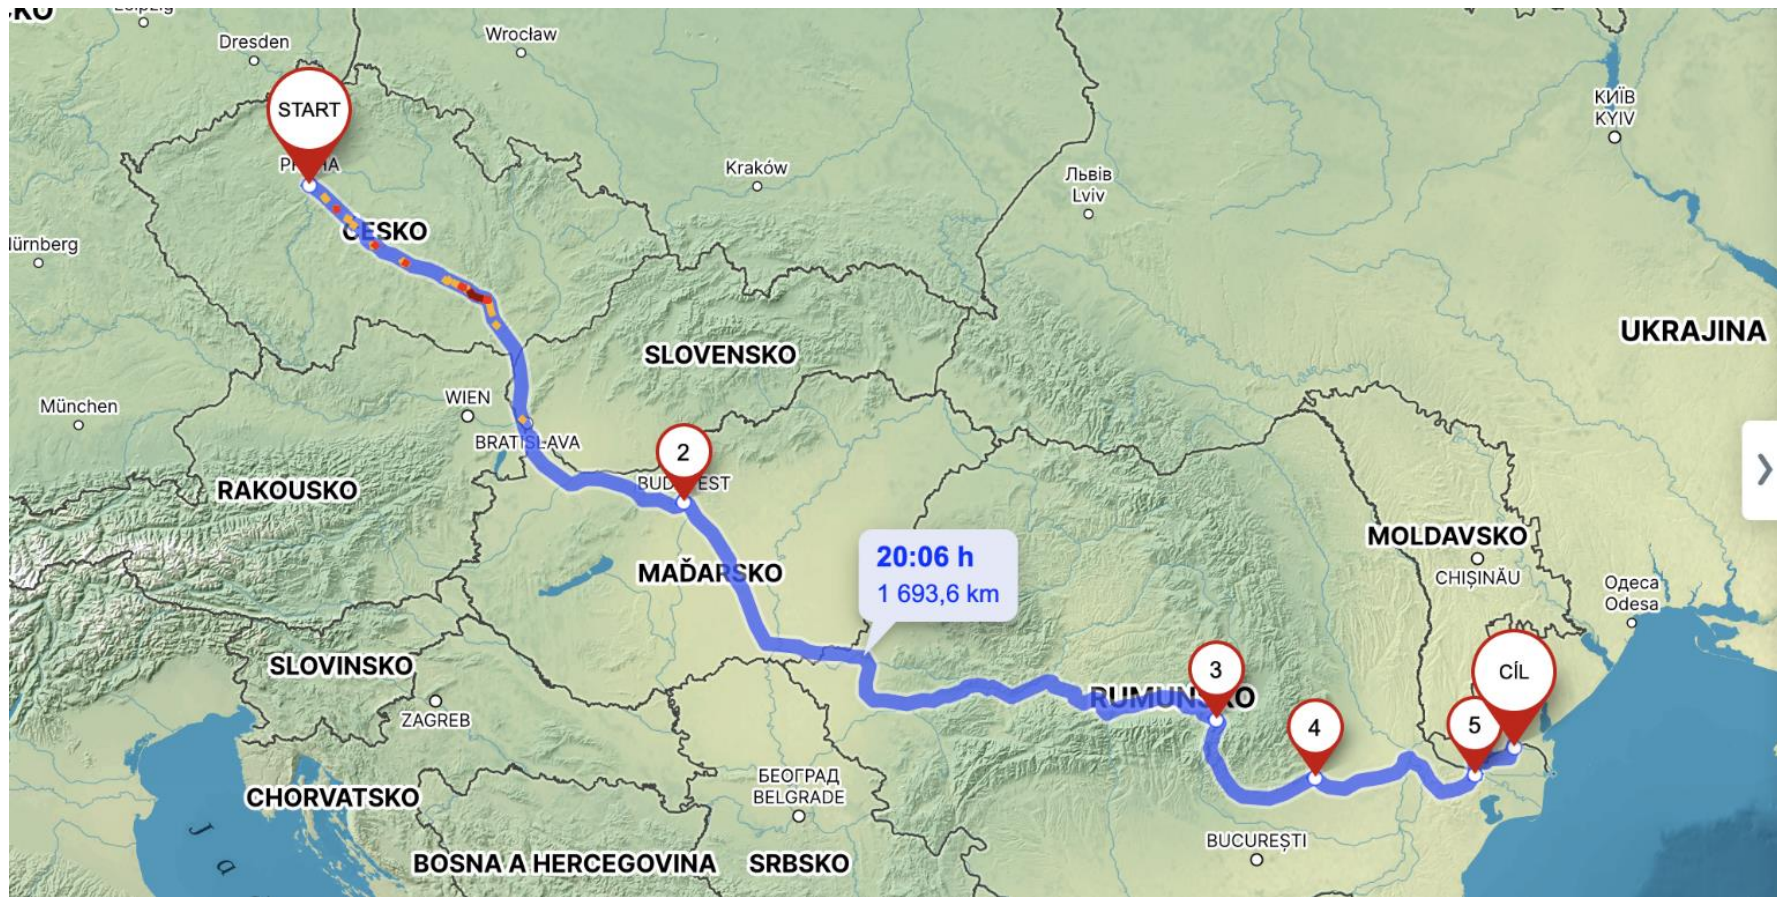 Dresden
Wrocław
START
КИЇВ
KYIV
Kraków
Львів
Lviv
ČESKO
UKRAJINA
SLOVENSKO
WIEN
München
BRATISLAVA
2
RAKOUSKO
MOLDAVSKO
20:06 h
1 693,6 km
MAĎARSKO
CHIȘINĂU
Одеса
Odesa
SLOVINSKO
3
CÍL
RUMUNSKO
ZAGREB
4
5
БЕОГРАД
BELGRADE
CHORVATSKO
BUCUREȘTI
BOSNA A HERCEGOVINA
SRBSKO